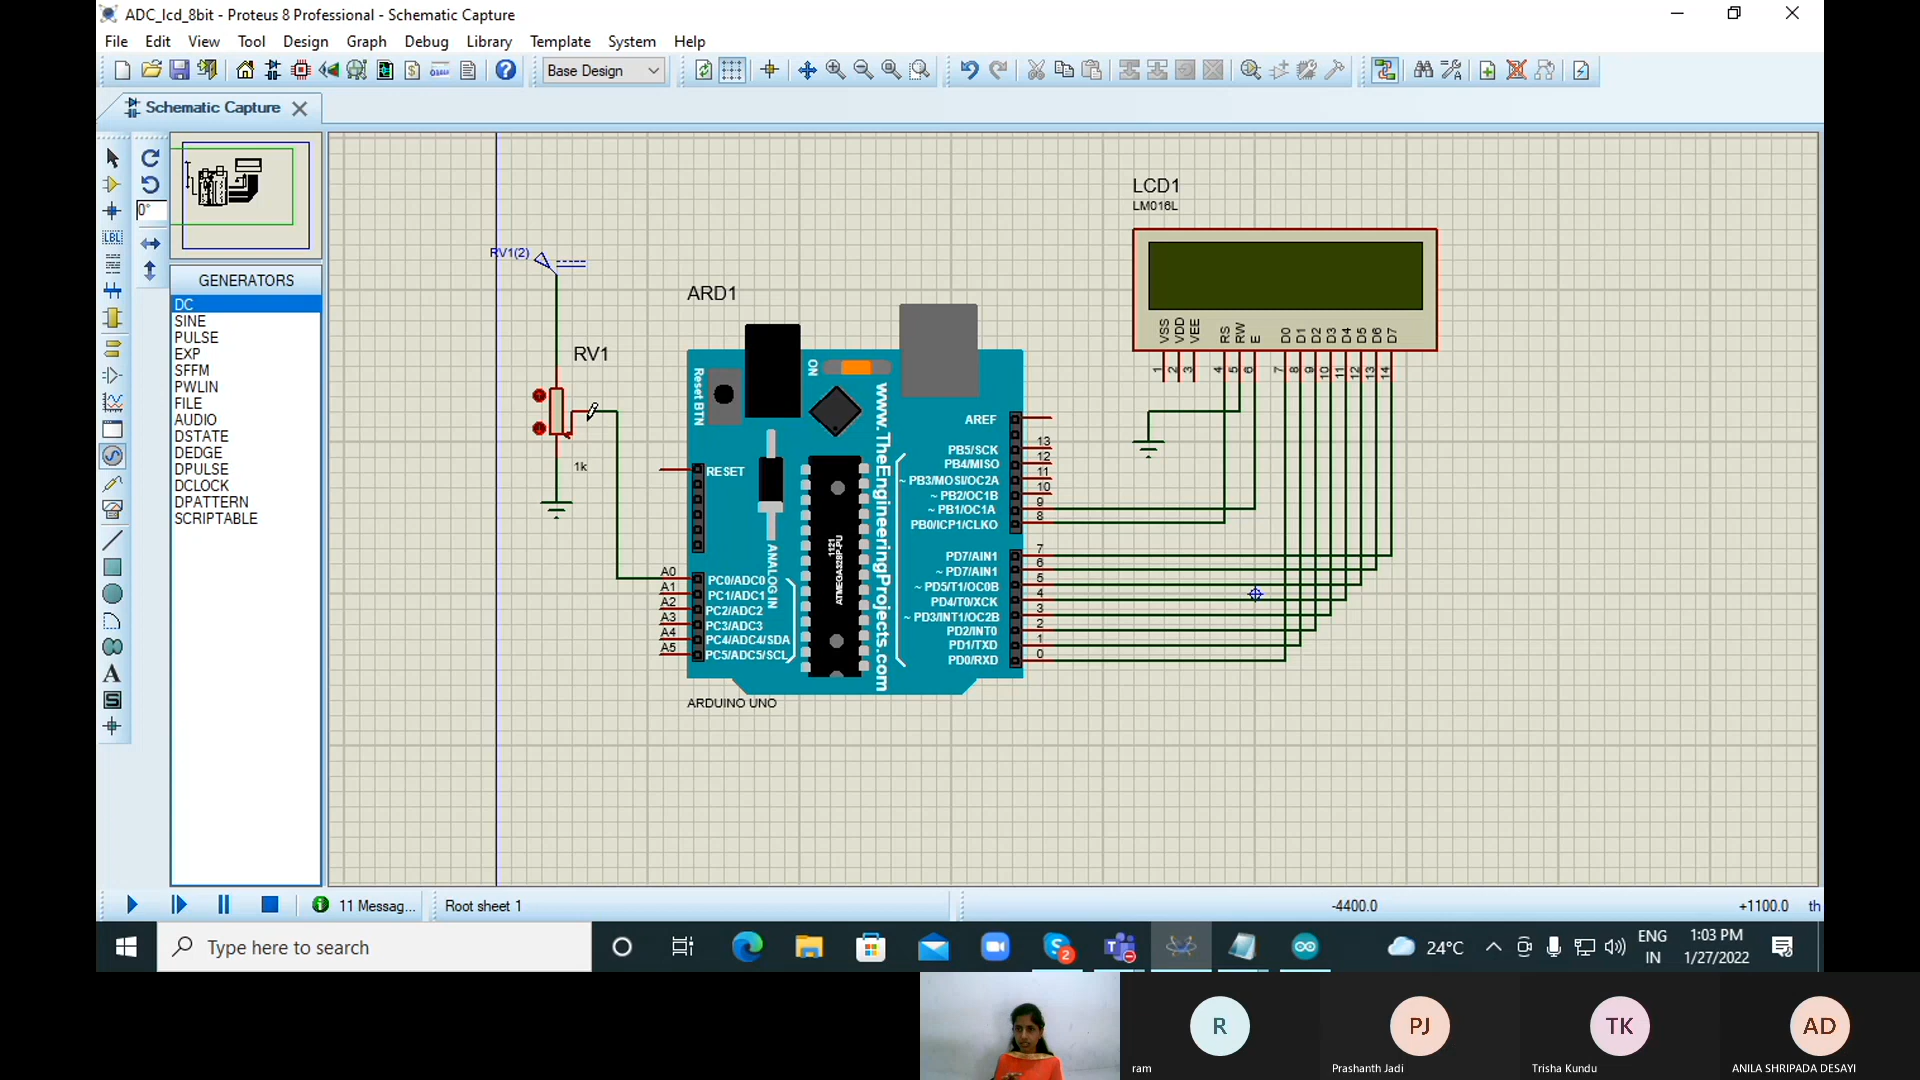 ADC_lcd_8bit - Proteus 8 Professional - Schematic Capture
File Edit View Tool Design Graph Debug Library Template System Help
Base Design
Schematic Capture
0°
LBL
GENERATORS
DC
SINE
PULSE
EXP
SFFM
PWLIN
FILE
AUDIO
DSTATE
DEDGE
DPULSE
DCLOCK
DPATTERN
SCRIPTABLE
A
S
RV1(2)
RV1
1k
ARD1
Reset BTN
ON
www.TheEngineeringProjects.com
RESET
ANALOG IN
1121
ATMEGA328P-PU
A0 PC0/ADC0
A1 PC1/ADC1
A2 PC2/ADC2
A3 PC3/ADC3
A4 PC4/ADC4/SDA
A5 PC5/ADC5/SCL
AREF
PB5/SCK 13
PB4/MISO 12
~ PB3/MOSI/OC2A 11
~ PB2/OC1B 10
~ PB1/OC1A 9
PB0/ICP1/CLKO 8
PD7/AIN1 7
~ PD7/AIN1 6
~ PD5/T1/OC0B 5
PD4/T0/XCK 4
~ PD3/INT1/OC2B 3
PD2/INT0 2
PD1/TXD 1
PD0/RXD 0
ARDUINO UNO
LCD1
LM016L
VSS VDD VEE RS RW E D0 D1 D2 D3 D4 D5 D6 D7
1 2 3 4 5 6 7 8 9 10 11 12 13 14
11 Messag... Root sheet 1 -4400.0 +1100.0 th
Type here to search
2
24°C
ENG
IN
1:03 PM
1/27/2022
R
ram
PJ
Prashanth Jadi
TK
Trisha Kundu
AD
ANILA SHRIPADA DESAYI